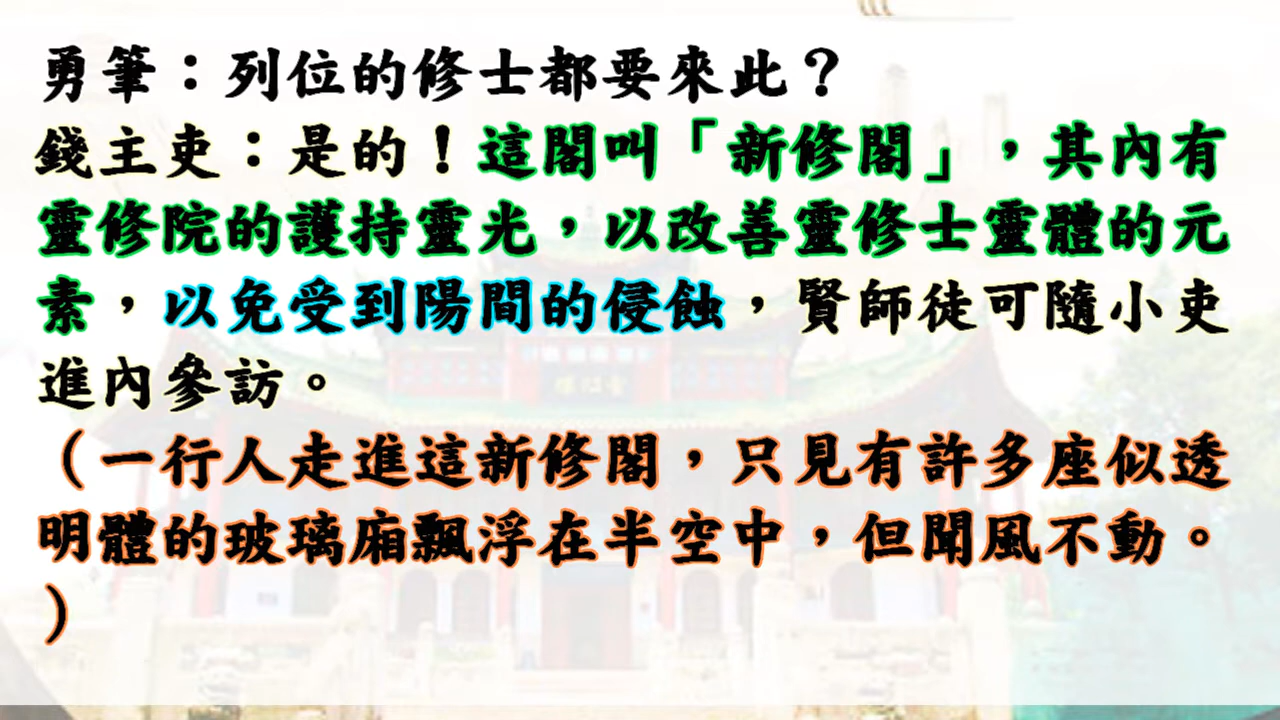 勇筆：列位的修士都要來此？
錢主吏：是的！這閣叫「新修閣」，其內有
靈修院的護持靈光，以改善靈修士靈體的元
素，以免受到陽間的侵蝕，賢師徒可隨小吏
進內參訪。
（一行人走進這新修閣，只見有許多座似透
明體的玻璃廂飄浮在半空中，但聞風不動。
）